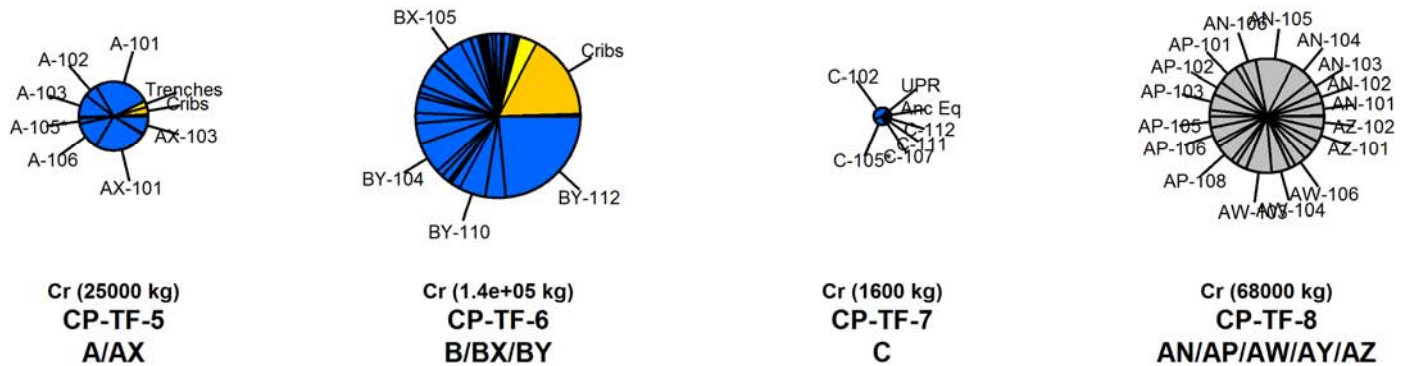 A-101
A-102
Trenches
A-103
Cribs
A-105
AX-103
A-106
AX-101
Cr (25000 kg)
CP-TF-5
A/AX
BX-105
Cribs
BY-104
BY-112
BY-110
Cr (1.4e+05 kg)
CP-TF-6
B/BX/BY
C-102
UPR
Anc Eq
C-112
C-111
C-105
C-107
Cr (1600 kg)
CP-TF-7
C
AN-106
AN-105
AP-101
AN-104
AP-102
AN-103
AP-103
AN-102
AN-101
AP-105
AZ-102
AP-106
AZ-101
AP-108
AW-106
AW-103
AW-104
Cr (68000 kg)
CP-TF-8
AN/AP/AW/AY/AZ